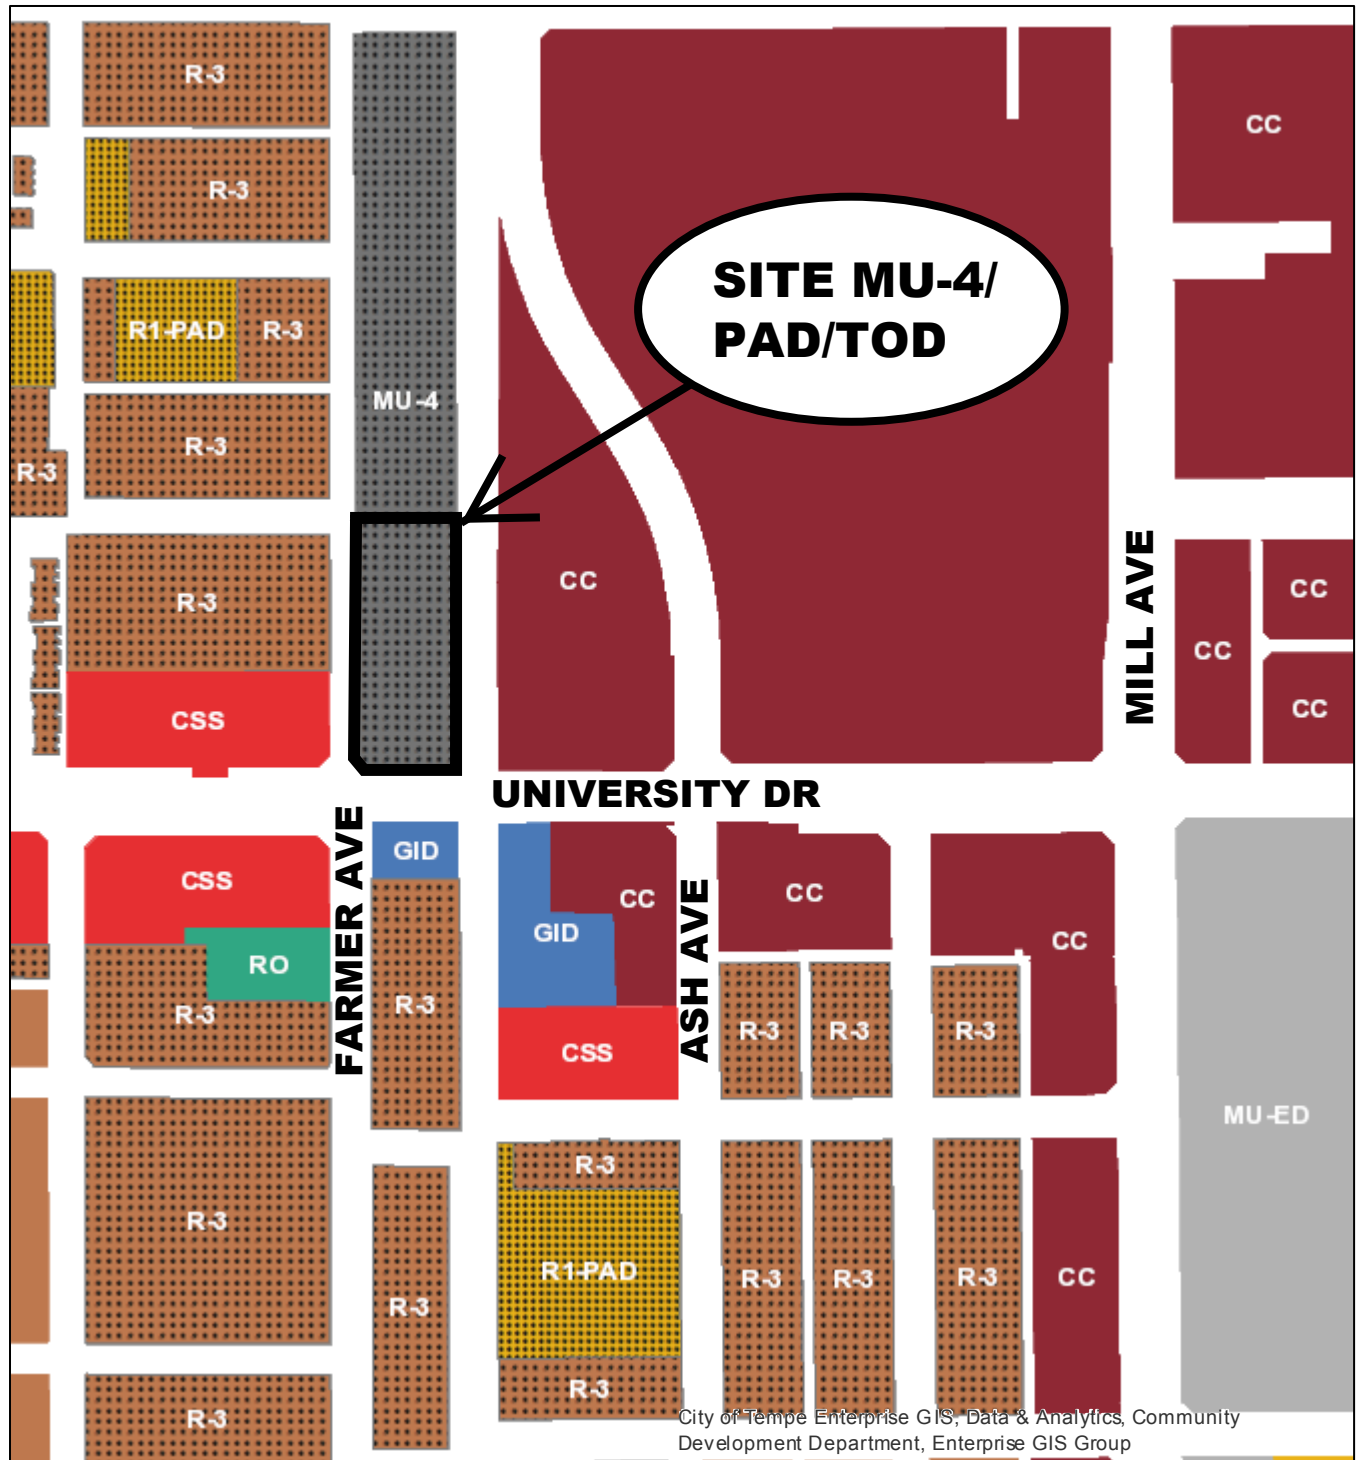 R-3
CC
R-3
SITE MU-4/
PAD/TOD
R1-PAD
R-3
MU-4
R-3
R-3
CC
CC
R-3
CC
MILL AVE
CC
CSS
UNIVERSITY DR
GID
CSS
CC
CC
GID
CC
RO
FARMER AVE
ASH AVE
R-3
R-3
R-3
R-3
R-3
CSS
MU-ED
R-3
R-3
R1-PAD
R-3
R-3
R-3
CC
R-3
R-3
R-3
City of Tempe Enterprise GIS, Data & Analytics, Community
Development Department, Enterprise GIS Group